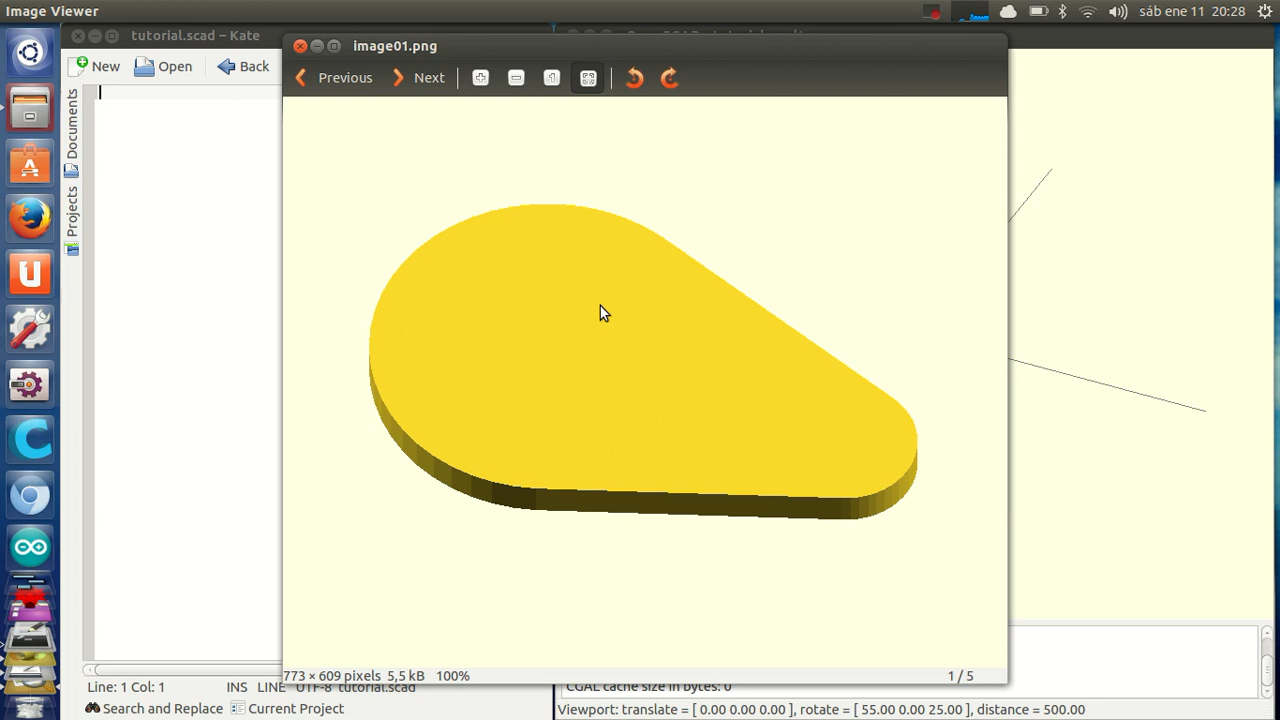 Image Viewer
sáb ene 11 20:28
tutorial.scad – Kate
image01.png
New
Open
Back
Previous
Next
Documents
Projects
773 × 609 pixels 5,5 kB 100%
1 / 5
Line: 1 Col: 1
INS
LINE
UTF-8
tutorial.scad
CGAL cache size in bytes: 0
Search and Replace
Current Project
Viewport: translate = [ 0.00 0.00 0.00 ], rotate = [ 55.00 0.00 25.00 ], distance = 500.00